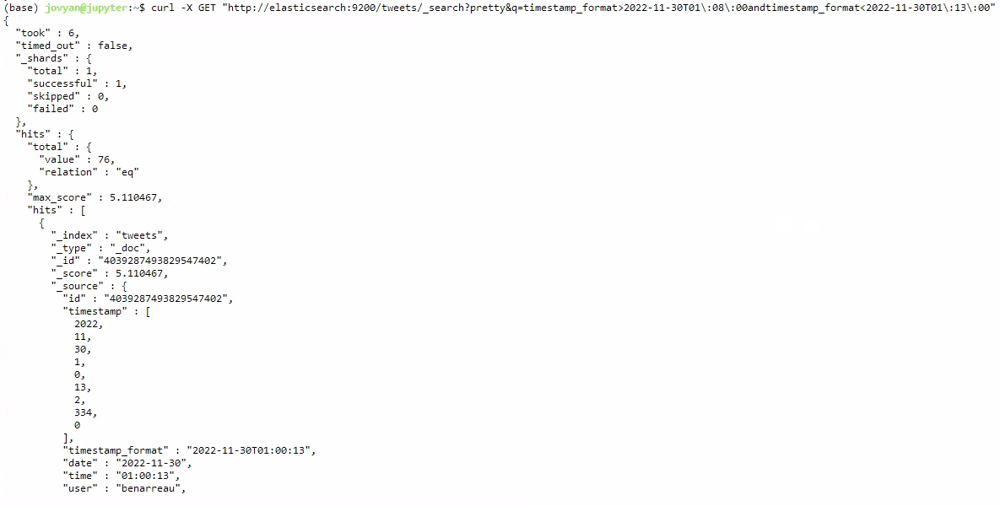 (base) jovyan@jupyter:~$ curl -X GET "http://elasticsearch:9200/tweets/_search?pretty&q=timestamp_format>2022-11-30T01\:08\:00andtimestamp_format<2022-11-30T01\:13\:00"
{
  "took" : 6,
  "timed_out" : false,
  "_shards" : {
    "total" : 1,
    "successful" : 1,
    "skipped" : 0,
    "failed" : 0
  },
  "hits" : {
    "total" : {
      "value" : 76,
      "relation" : "eq"
    },
    "max_score" : 5.110467,
    "hits" : [
      {
        "_index" : "tweets",
        "_type" : "_doc",
        "_id" : "4039287493829547402",
        "_score" : 5.110467,
        "_source" : {
          "id" : "4039287493829547402",
          "timestamp" : [
            2022,
            11,
            30,
            1,
            0,
            13,
            2,
            334,
            0
          ],
          "timestamp_format" : "2022-11-30T01:00:13",
          "date" : "2022-11-30",
          "time" : "01:00:13",
          "user" : "benarreau",